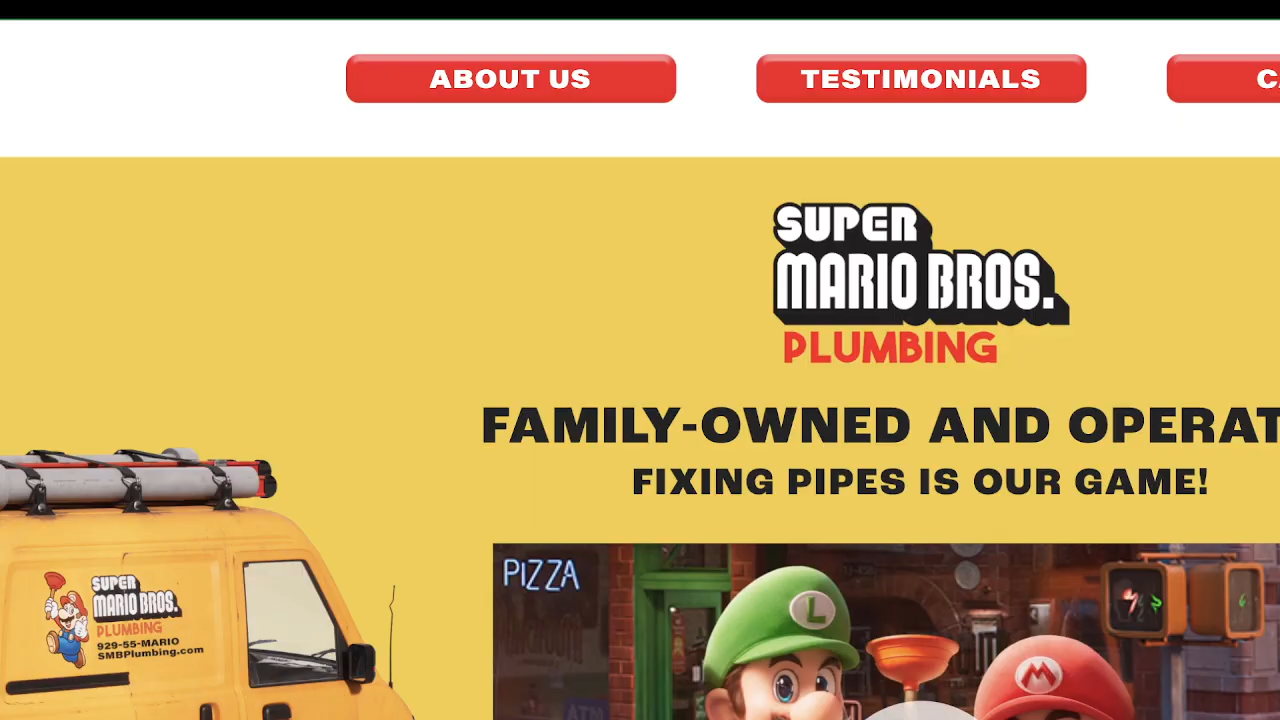 ABOUT US
TESTIMONIALS
SUPER
MARIO BROS.
PLUMBING
FAMILY-OWNED AND OPERAT
FIXING PIPES IS OUR GAME!
PIZZA
L
M
SUPER
MARIO BROS.
PLUMBING
929-55-MARIO
SMBPlumbing.com